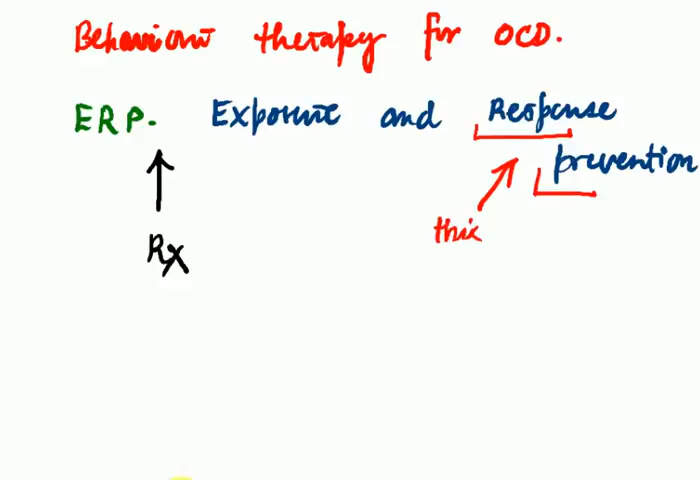 Behaviour therapy for OCD.
ERP. Exposure and Response
prevention
this
Rx